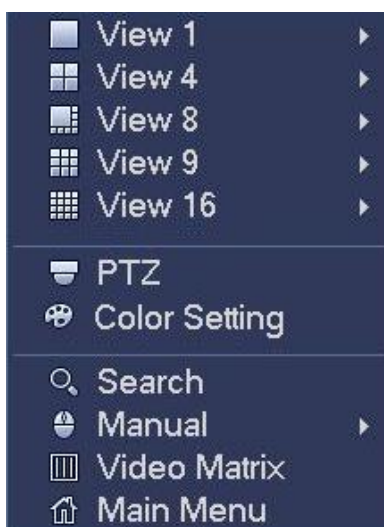 View 1
View 4
View 8
View 9
View 16
PTZ
Color Setting
Search
Manual
Video Matrix
Main Menu